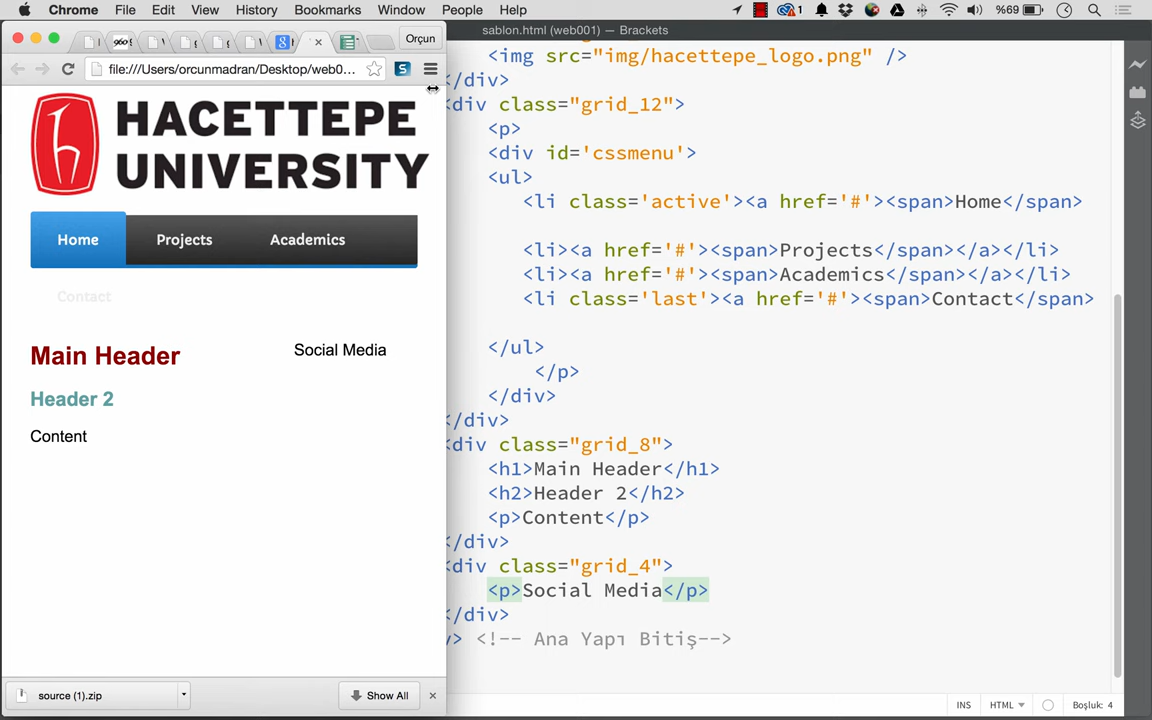 Chrome File Edit View History Bookmarks Window People Help
%69
sablon.html (web001) — Brackets
Orçun
file:///Users/orcunmadran/Desktop/web0...
HACETTEPE
UNIVERSITY
Home Projects Academics
Contact
Main Header
Social Media
Header 2
Content
source (1).zip
Show All
<img src="img/hacettepe_logo.png" />
</div>
<div class="grid_12">
<p>
<div id='cssmenu'>
<ul>
<li class='active'><a href='#'><span>Home</span>
<li><a href='#'><span>Projects</span></a></li>
<li><a href='#'><span>Academics</span></a></li>
<li class='last'><a href='#'><span>Contact</span>
</ul>
</p>
</div>
</div>
<div class="grid_8">
<h1>Main Header</h1>
<h2>Header 2</h2>
<p>Content</p>
</div>
<div class="grid_4">
<p>Social Media</p>
</div>
> <!-- Ana Yapı Bitiş-->
INS HTML Boşluk: 4